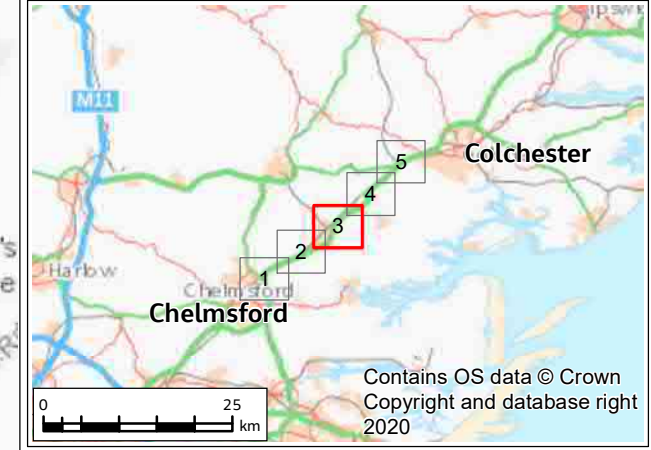 M11
Colchester
5
4
3
2
1
Harlow
Chelmsford
Chelmsford
Contains OS data © Crown
Copyright and database right
2020
0 25
km